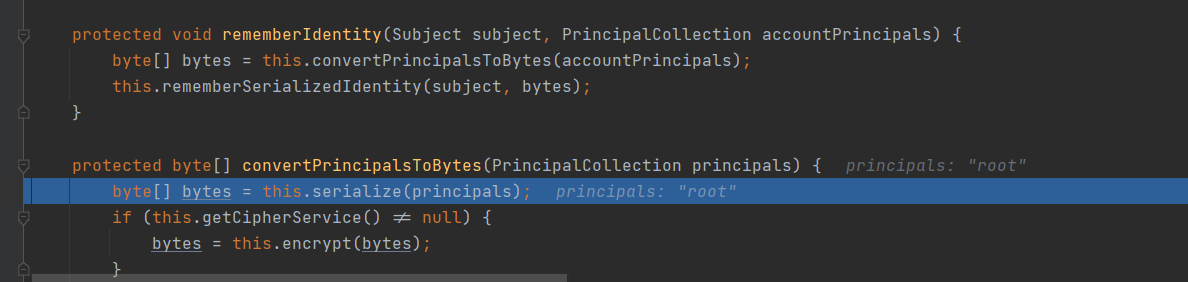 protected void rememberIdentity(Subject subject, PrincipalCollection accountPrincipals) {
    byte[] bytes = this.convertPrincipalsToBytes(accountPrincipals);
    this.rememberSerializedIdentity(subject, bytes);
}
protected byte[] convertPrincipalsToBytes(PrincipalCollection principals) {  principals: "root"
    byte[] bytes = this.serialize(principals);  principals: "root"
    if (this.getCipherService() ≠ null) {
        bytes = this.encrypt(bytes);
    }